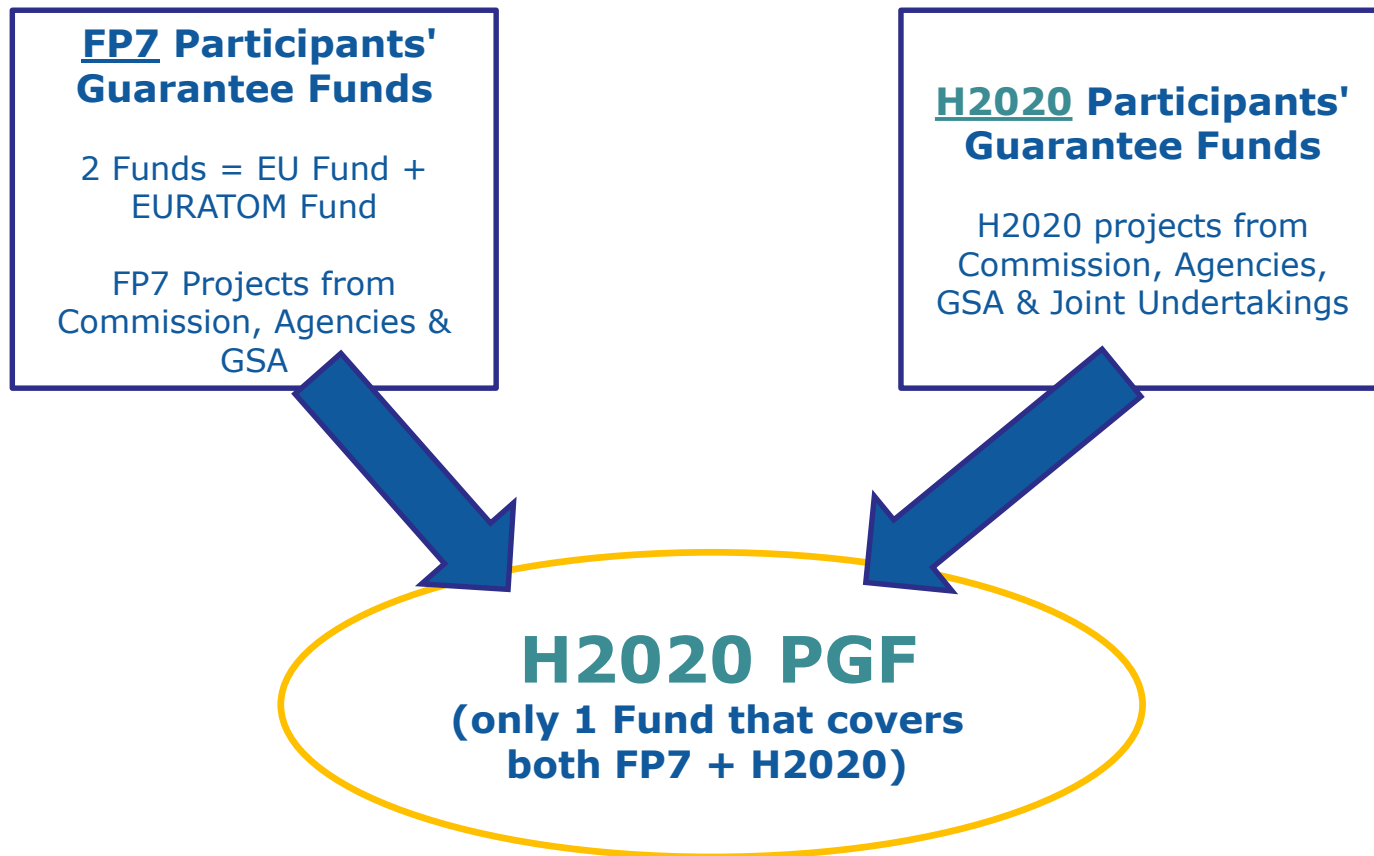 FP7 Participants'
Guarantee Funds
2 Funds = EU Fund +
EURATOM Fund
FP7 Projects from
Commission, Agencies &
GSA
H2020 Participants'
Guarantee Funds
H2020 projects from
Commission, Agencies,
GSA & Joint Undertakings
H2020 PGF
(only 1 Fund that covers
both FP7 + H2020)